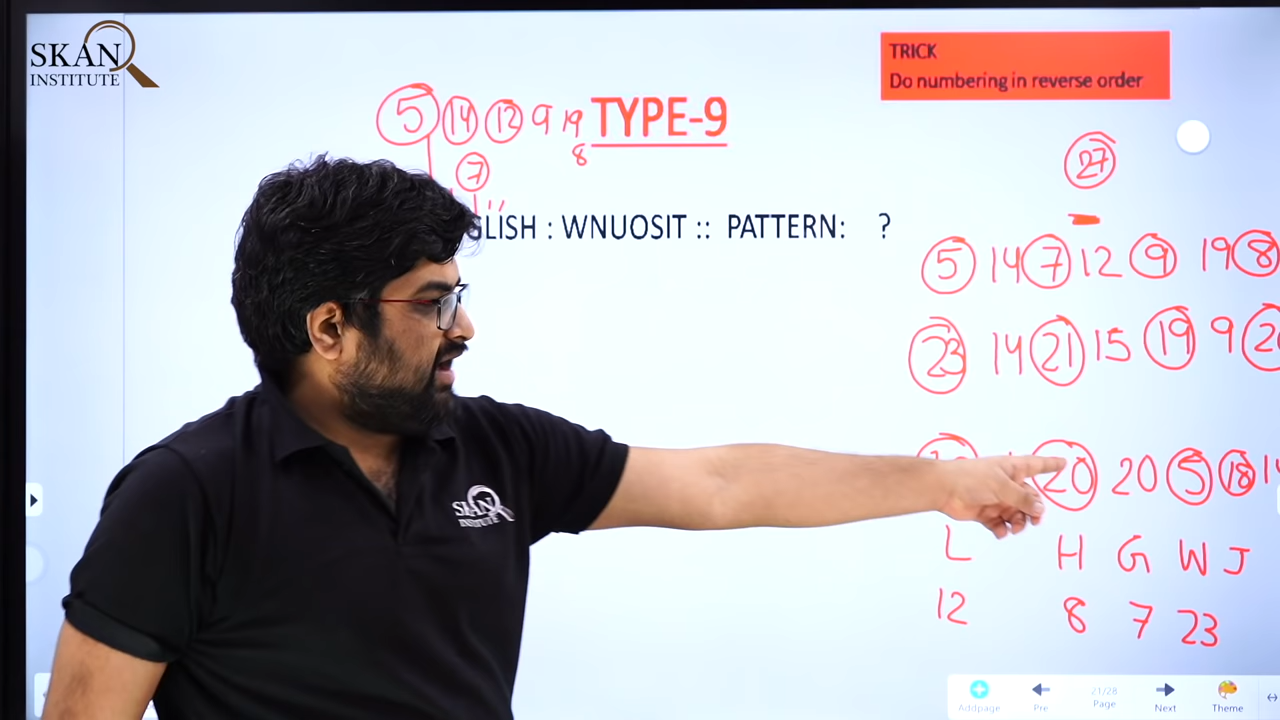 SKAN
INSTITUTE
TRICK
Do numbering in reverse order
5 14 12 9 19 TYPE-9
8
7
27
GLISH : WNUOSIT :: PATTERN: ?
5 14 7 12 9 19 8
23 14 21 15 19 9
20 20 5 18
L H G W J
12 8 7 23
SKAN
INSTITUTE
Addpage
Pre
21/28
Page
Next
Theme